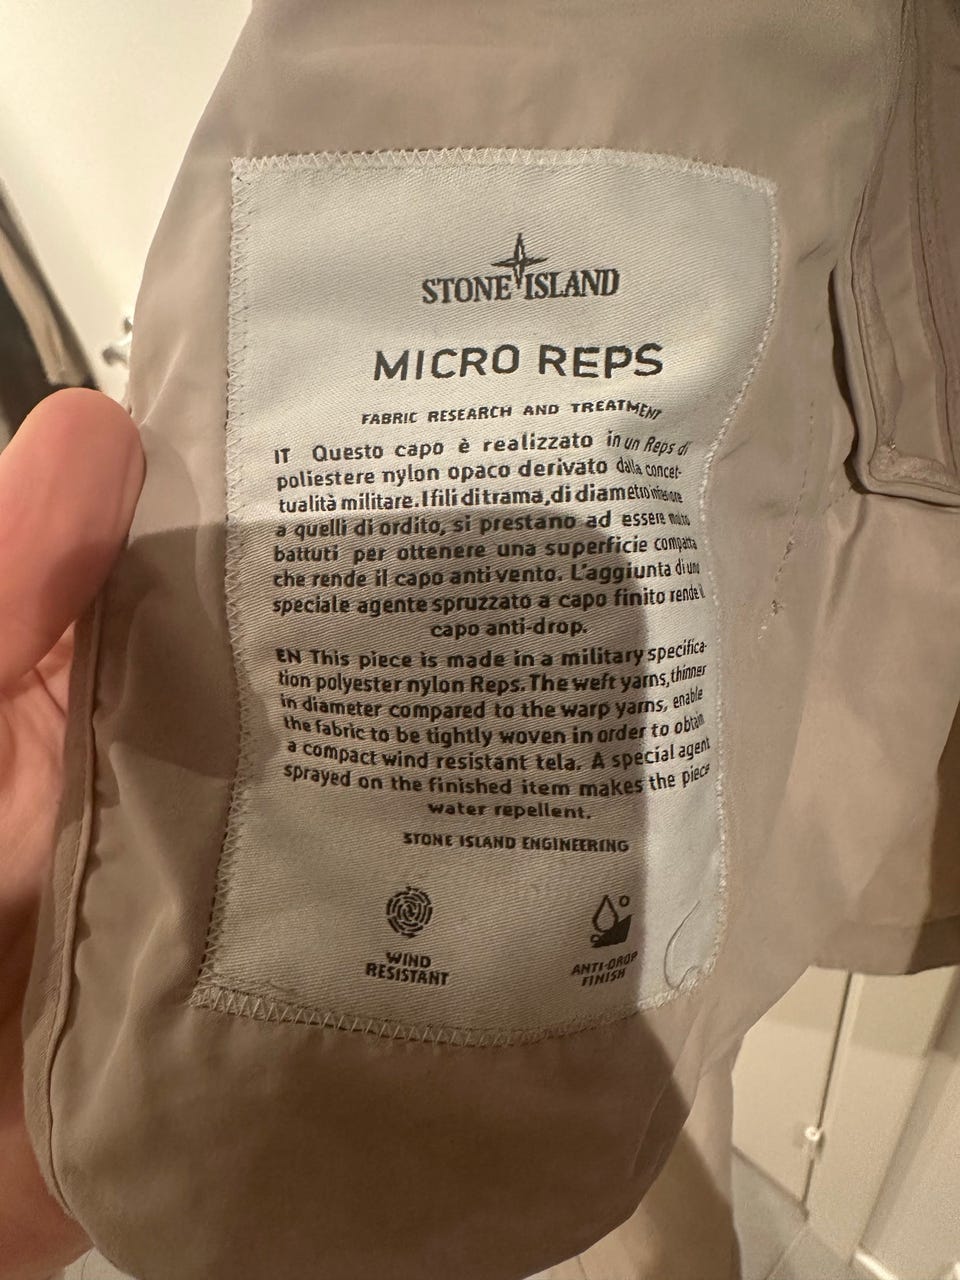 STONE ISLAND
MICRO REPS
FABRIC RESEARCH AND TREATMENT
IT Questo capo è realizzato in un Reps di
poliestere nylon opaco derivato dalla concet-
tualità militare. I fili di trama, di diametro inferiore
a quelli di ordito, si prestano ad essere molto
battuti per ottenere una superficie compatta
che rende il capo anti vento. L'aggiunta di uno
speciale agente spruzzato a capo finito rende il
capo anti-drop.
EN This piece is made in a military specifica-
tion polyester nylon Reps. The weft yarns, thinner
in diameter compared to the warp yarns, enable
the fabric to be tightly woven in order to obtain
a compact wind resistant tela. A special agent
sprayed on the finished item makes the piece
water repellent.
STONE ISLAND ENGINEERING
WIND
RESISTANT
ANTI-DROP
FINISH